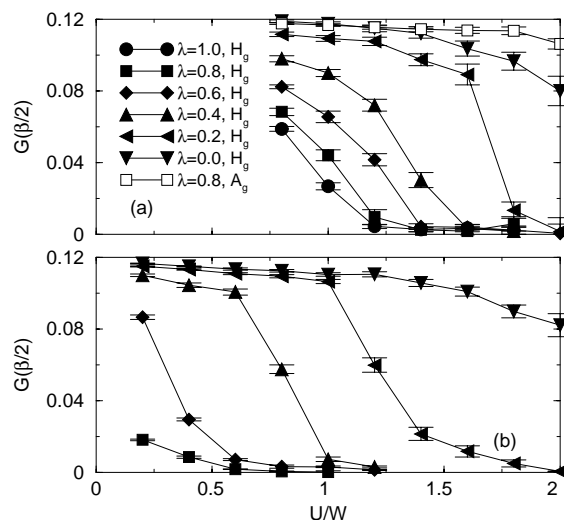 0.12
0.08
0.04
0
G(β/2)
λ=1.0, Hg
λ=0.8, Hg
λ=0.6, Hg
λ=0.4, Hg
λ=0.2, Hg
λ=0.0, Hg
λ=0.8, Ag
(a)
0.12
0.08
0.04
0
G(β/2)
(b)
0 0.5 1 1.5 2
U/W